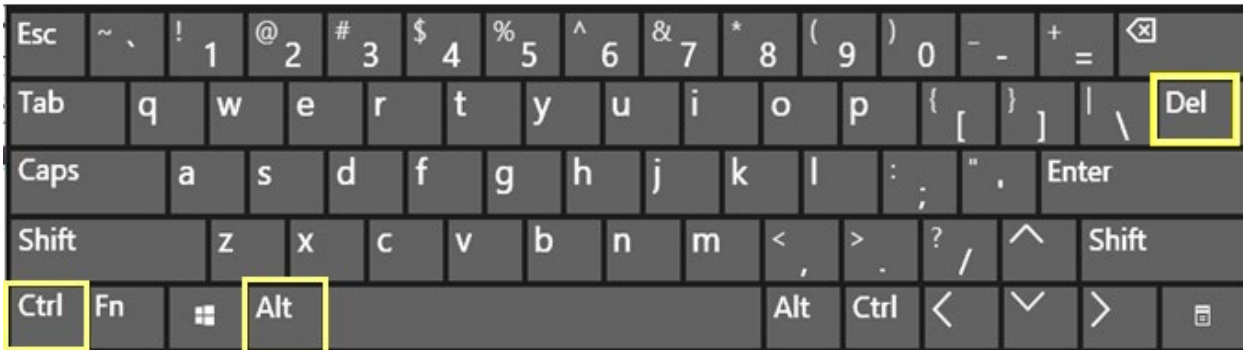 Esc ~ ` ! 1 @ 2 # 3 $ 4 % 5 ^ 6 & 7 * 8 ( 9 ) 0 _ - + =
Tab q w e r t y u i o p { [ } ] | \ Del
Caps a s d f g h j k l : ; " ' Enter
Shift z x c v b n m < , > . ? / Shift
Ctrl Fn Alt Alt Ctrl